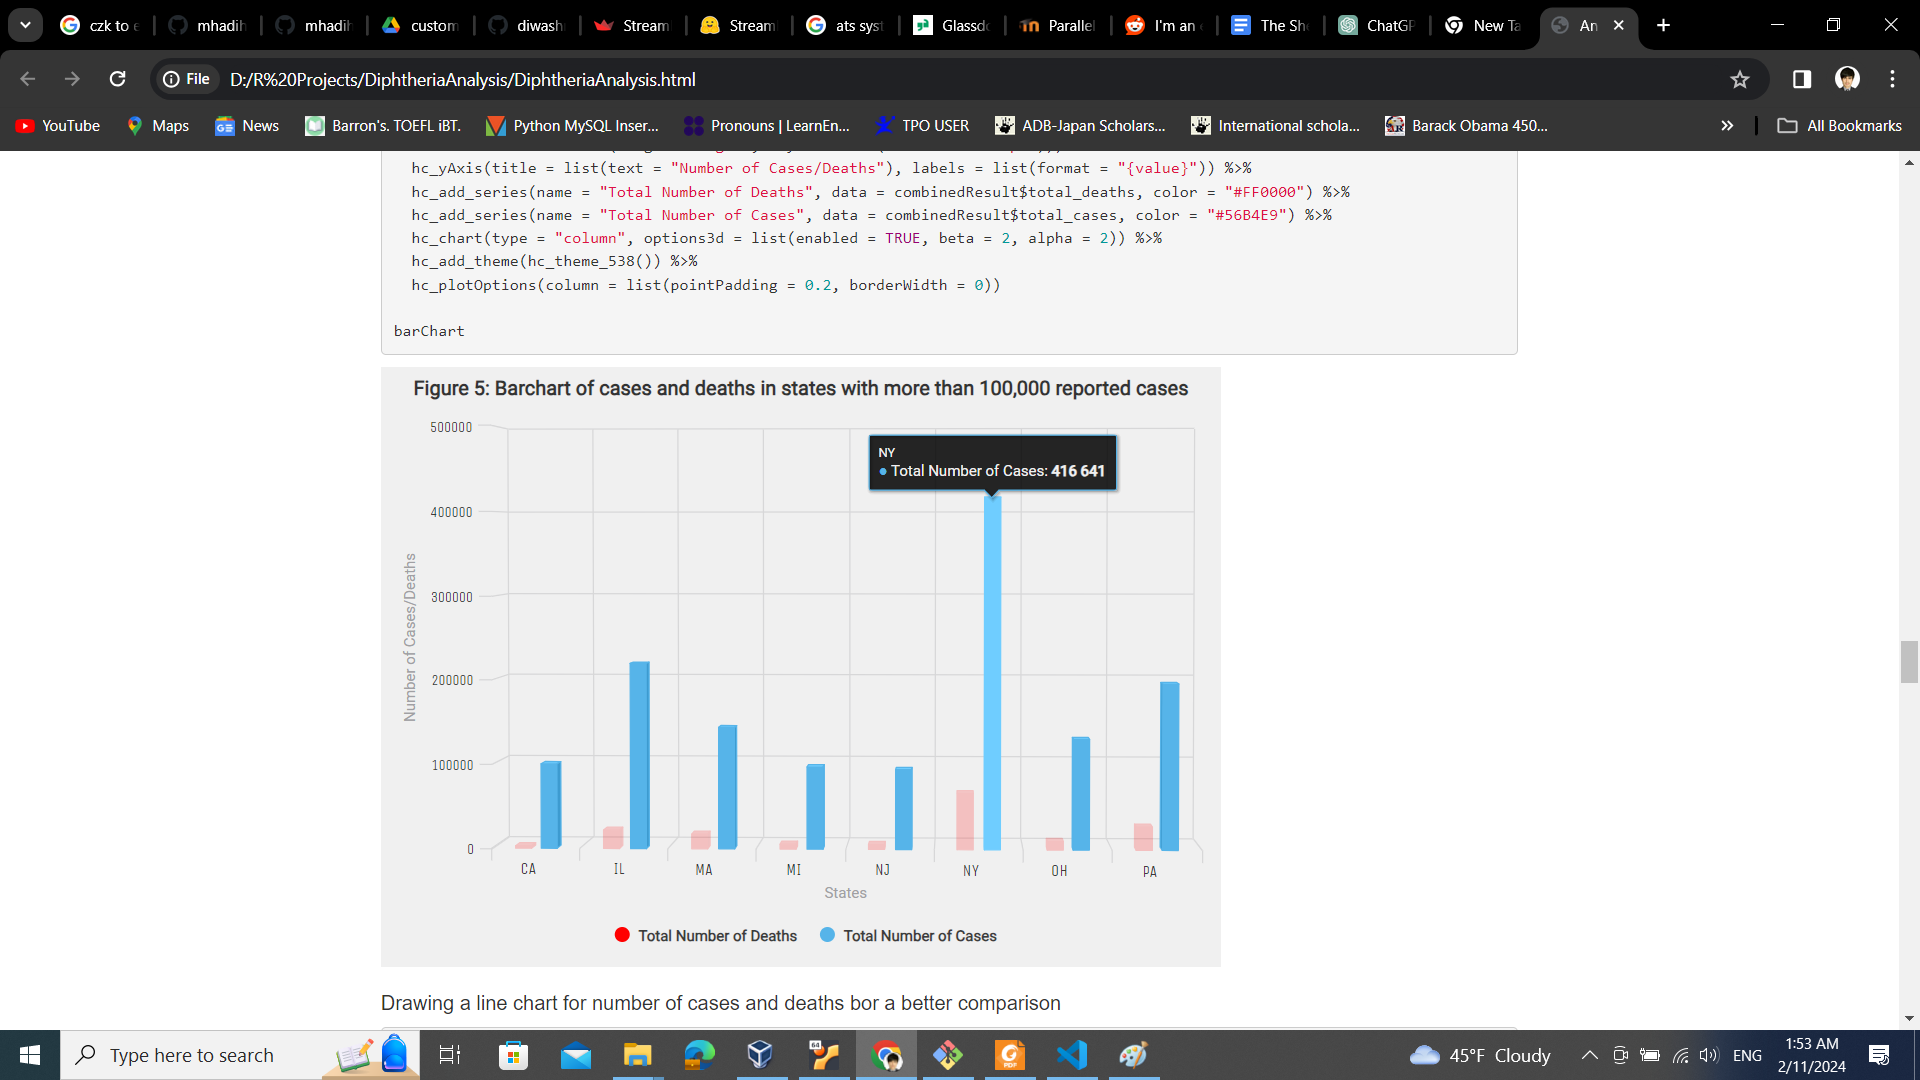 czk to e
mhadih
mhadih
custom
diwash
Stream
Stream
ats syst
Glassdo
Parallel
I'm an
The Sh
ChatGP
New Ta
An
File D:/R%20Projects/DiphtheriaAnalysis/DiphtheriaAnalysis.html
YouTube Maps News Barron's. TOEFL iBT. Python MySQL Inser... Pronouns | LearnEn... TPO USER ADB-Japan Scholars... International schola... Barack Obama 450... » All Bookmarks
hc_yAxis(title = list(text = "Number of Cases/Deaths"), labels = list(format = "{value}")) %>%
hc_add_series(name = "Total Number of Deaths", data = combinedResult$total_deaths, color = "#FF0000") %>%
hc_add_series(name = "Total Number of Cases", data = combinedResult$total_cases, color = "#56B4E9") %>%
hc_chart(type = "column", options3d = list(enabled = TRUE, beta = 2, alpha = 2)) %>%
hc_add_theme(hc_theme_538()) %>%
hc_plotOptions(column = list(pointPadding = 0.2, borderWidth = 0))
barChart
Figure 5: Barchart of cases and deaths in states with more than 100,000 reported cases
500000
NY
Total Number of Cases: 416 641
400000
300000
Number of Cases/Deaths
200000
100000
0
CA IL MA MI NJ NY OH PA
States
Total Number of Deaths Total Number of Cases
Drawing a line chart for number of cases and deaths bor a better comparison
Type here to search
64
PDF
45°F Cloudy
ENG
1:53 AM
2/11/2024